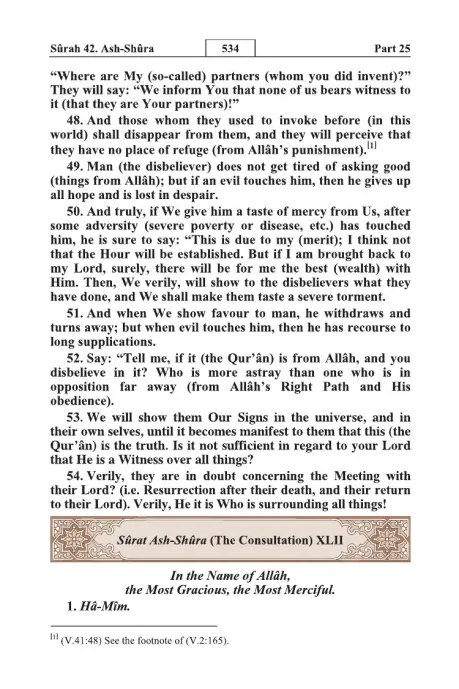 Sûrah 42. Ash-Shûra 534 Part 25
“Where are My (so-called) partners (whom you did invent)?”
They will say: “We inform You that none of us bears witness to
it (that they are Your partners)!”
48. And those whom they used to invoke before (in this
world) shall disappear from them, and they will perceive that
they have no place of refuge (from Allâh’s punishment).[1]
49. Man (the disbeliever) does not get tired of asking good
(things from Allâh); but if an evil touches him, then he gives up
all hope and is lost in despair.
50. And truly, if We give him a taste of mercy from Us, after
some adversity (severe poverty or disease, etc.) has touched
him, he is sure to say: “This is due to my (merit); I think not
that the Hour will be established. But if I am brought back to
my Lord, surely, there will be for me the best (wealth) with
Him. Then, We verily, will show to the disbelievers what they
have done, and We shall make them taste a severe torment.
51. And when We show favour to man, he withdraws and
turns away; but when evil touches him, then he has recourse to
long supplications.
52. Say: “Tell me, if it (the Qur’ân) is from Allâh, and you
disbelieve in it? Who is more astray than one who is in
opposition far away (from Allâh’s Right Path and His
obedience).
53. We will show them Our Signs in the universe, and in
their own selves, until it becomes manifest to them that this (the
Qur’ân) is the truth. Is it not sufficient in regard to your Lord
that He is a Witness over all things?
54. Verily, they are in doubt concerning the Meeting with
their Lord? (i.e. Resurrection after their death, and their return
to their Lord). Verily, He it is Who is surrounding all things!
Sûrat Ash-Shûra (The Consultation) XLII
In the Name of Allâh,
the Most Gracious, the Most Merciful.
1. Hâ-Mîm.
[1] (V.41:48) See the footnote of (V.2:165).